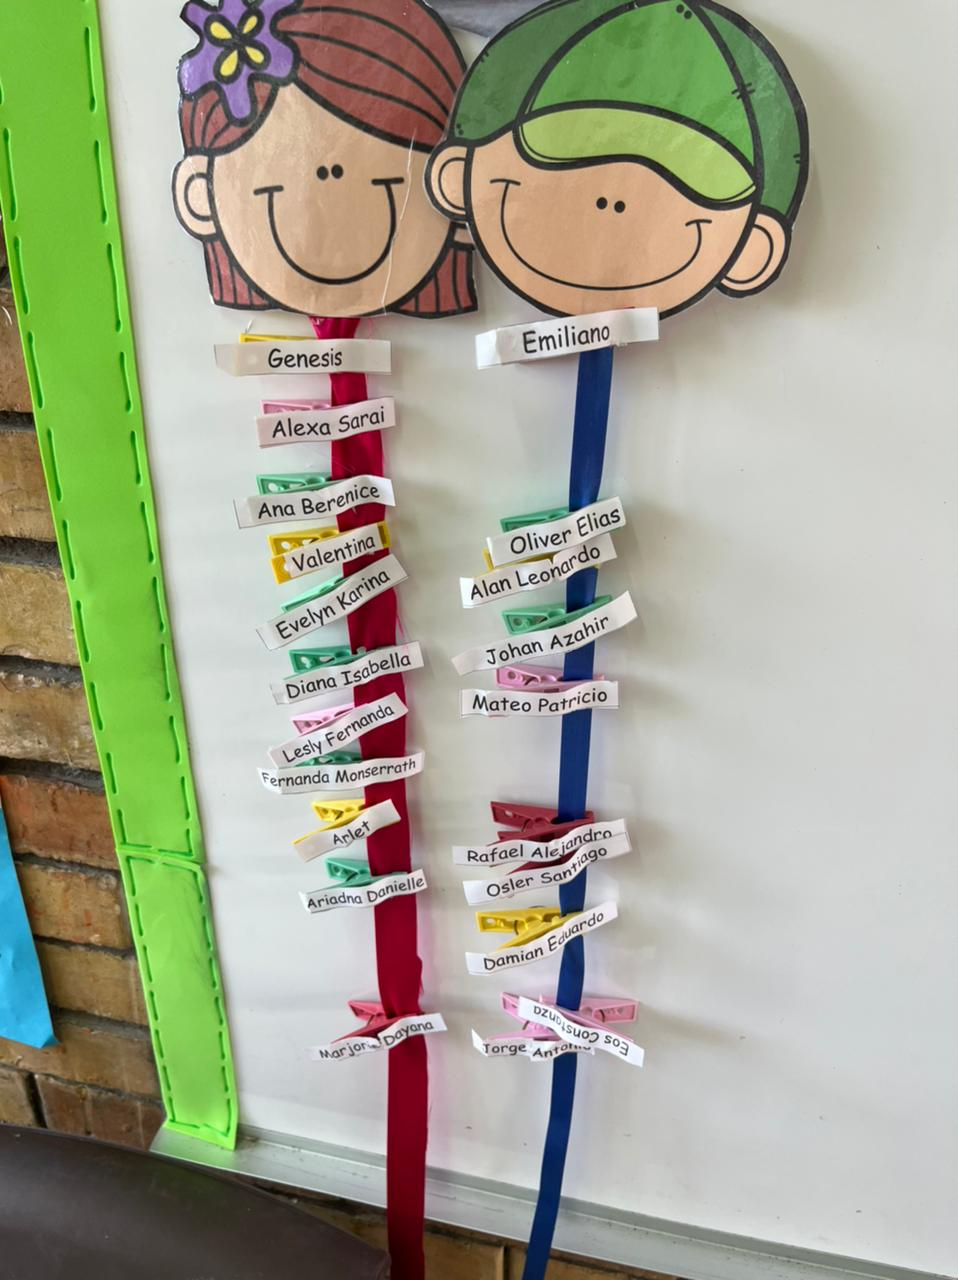 Genesis
Alexa Sarai
Ana Berenice
Valentina
Evelyn Karina
Diana Isabella
Lesly Fernanda
Fernanda Monserrath
Arlet
Ariadna Danielle
Dayana
Emiliano
Oliver Elias
Alan Leonardo
Johan Azahir
Mateo Patricio
Rafael Alejandro
Osler Santiago
Damian Eduardo
Eos Constanza
Jorge